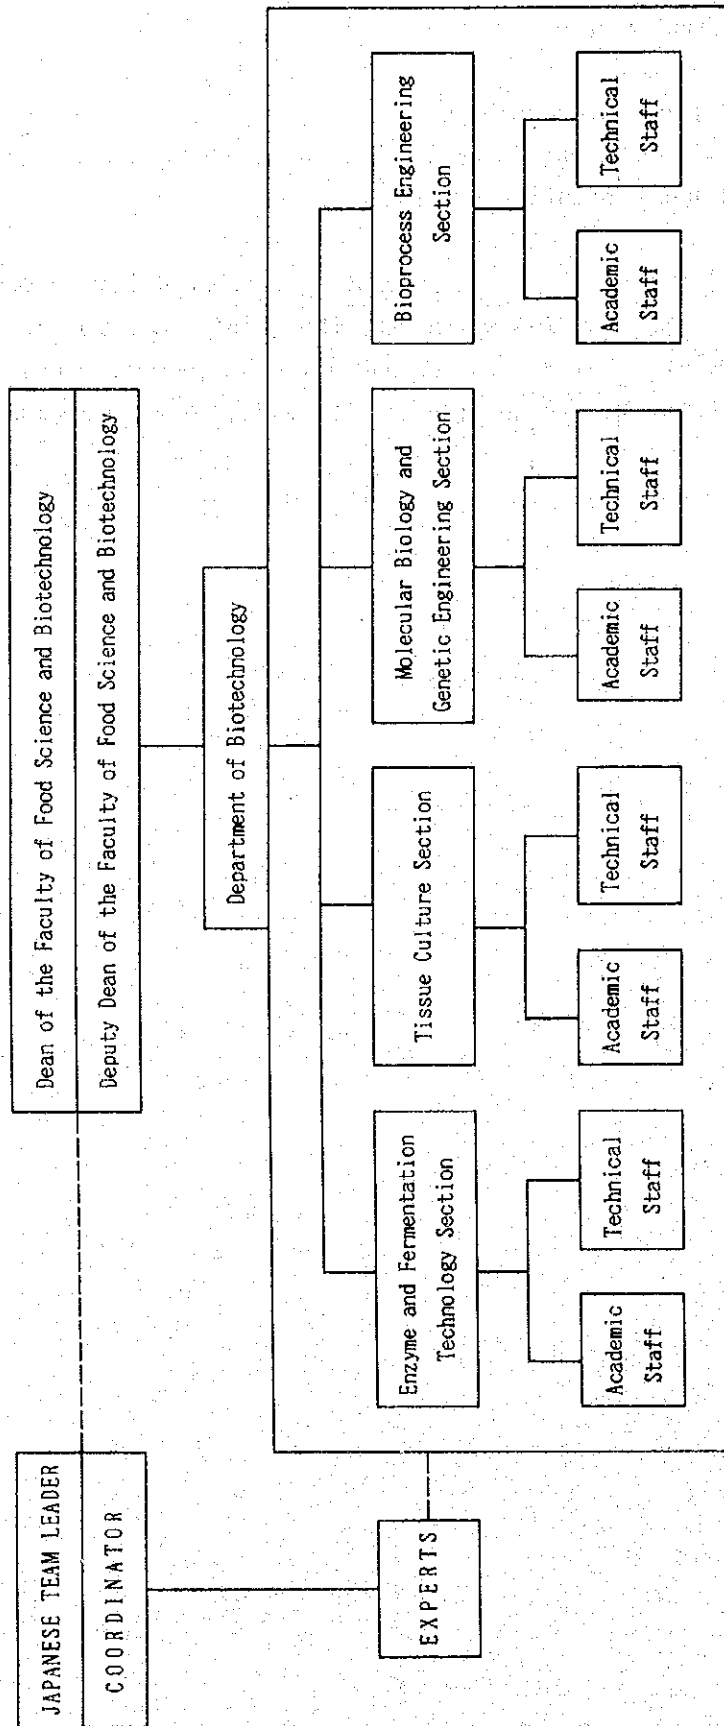 JAPANESE TEAM LEADER
COORDINATOR
Dean of the Faculty of Food Science and Biotechnology
Deputy Dean of the Faculty of Food Science and Biotechnology
Department of Biotechnology
EXPERTS
Enzyme and Fermentation
Technology Section
Tissue Culture Section
Molecular Biology and
Genetic Engineering Section
Bioprocess Engineering
Section
Academic
Staff
Technical
Staff
Academic
Staff
Technical
Staff
Academic
Staff
Technical
Staff
Academic
Staff
Technical
Staff